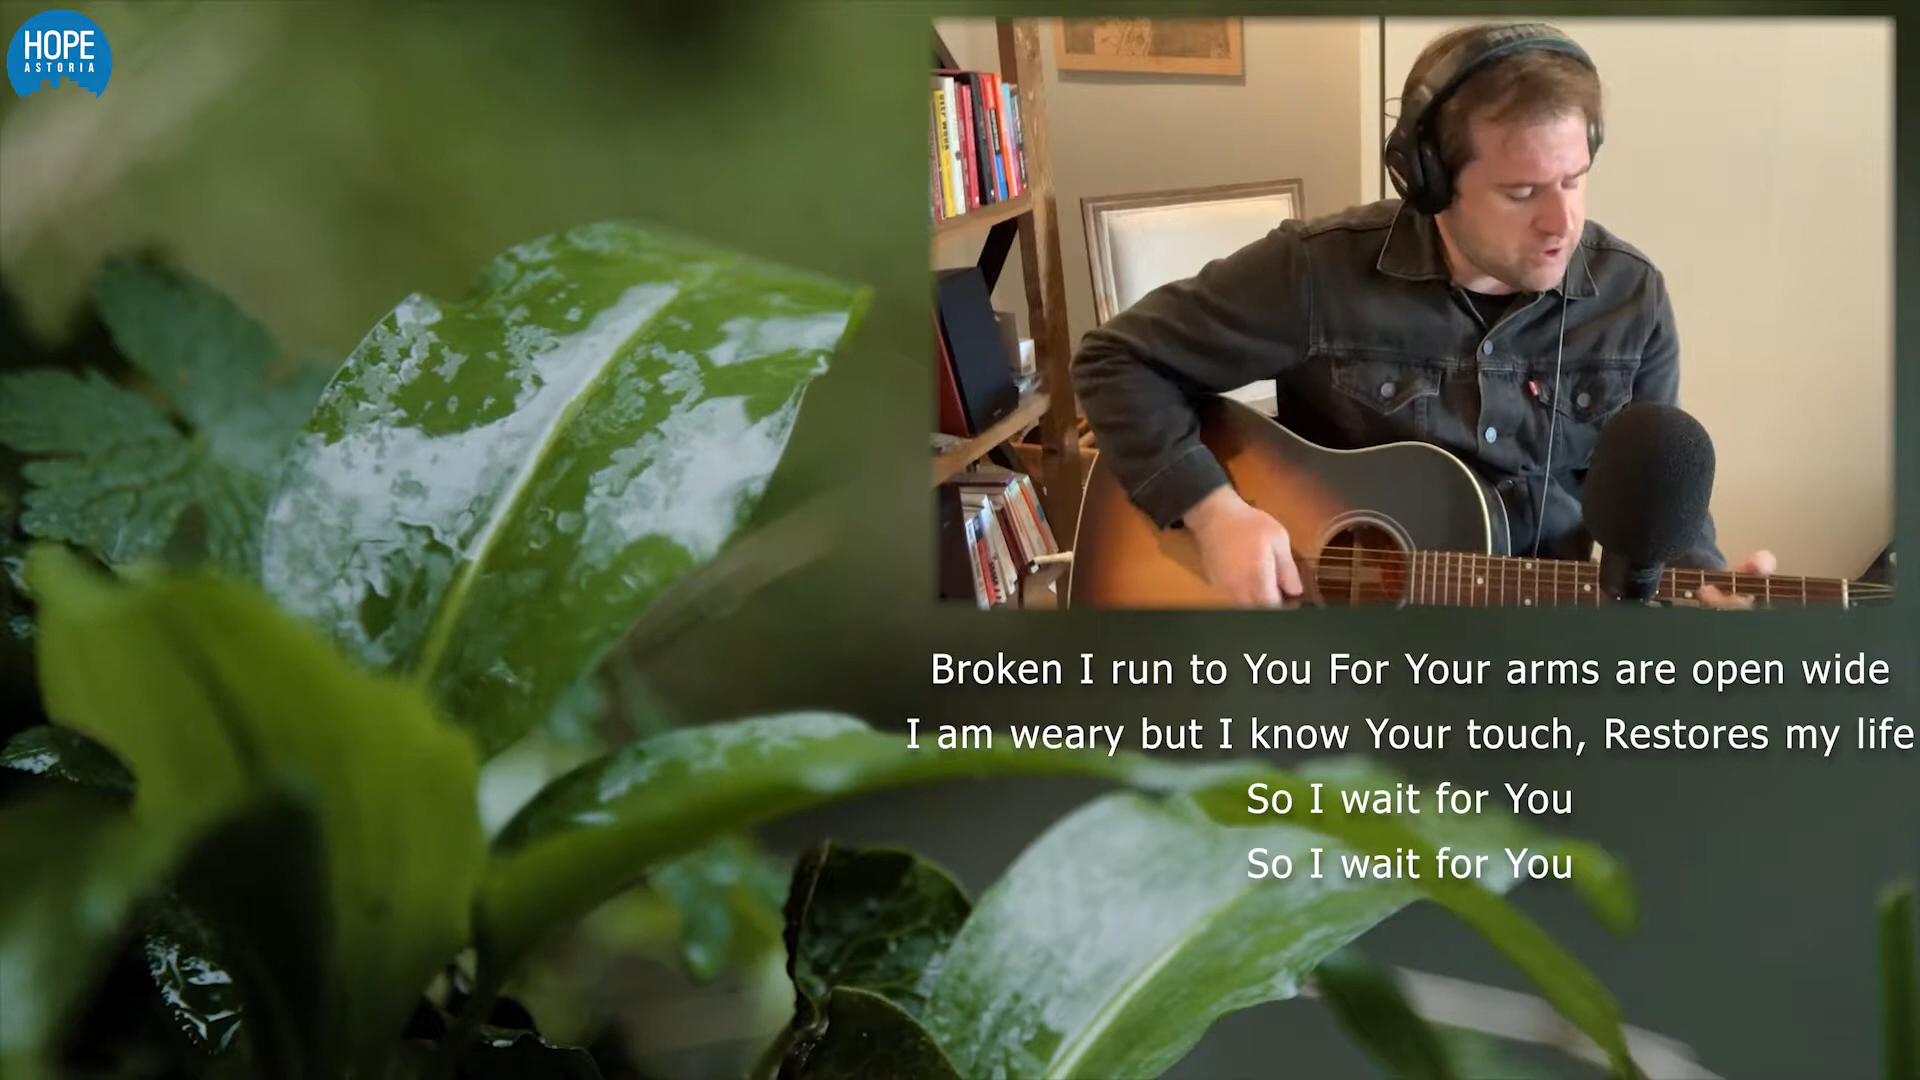 HOPE
ASTORIA
Broken I run to You For Your arms are open wide
I am weary but I know Your touch, Restores my life
So I wait for You
So I wait for You